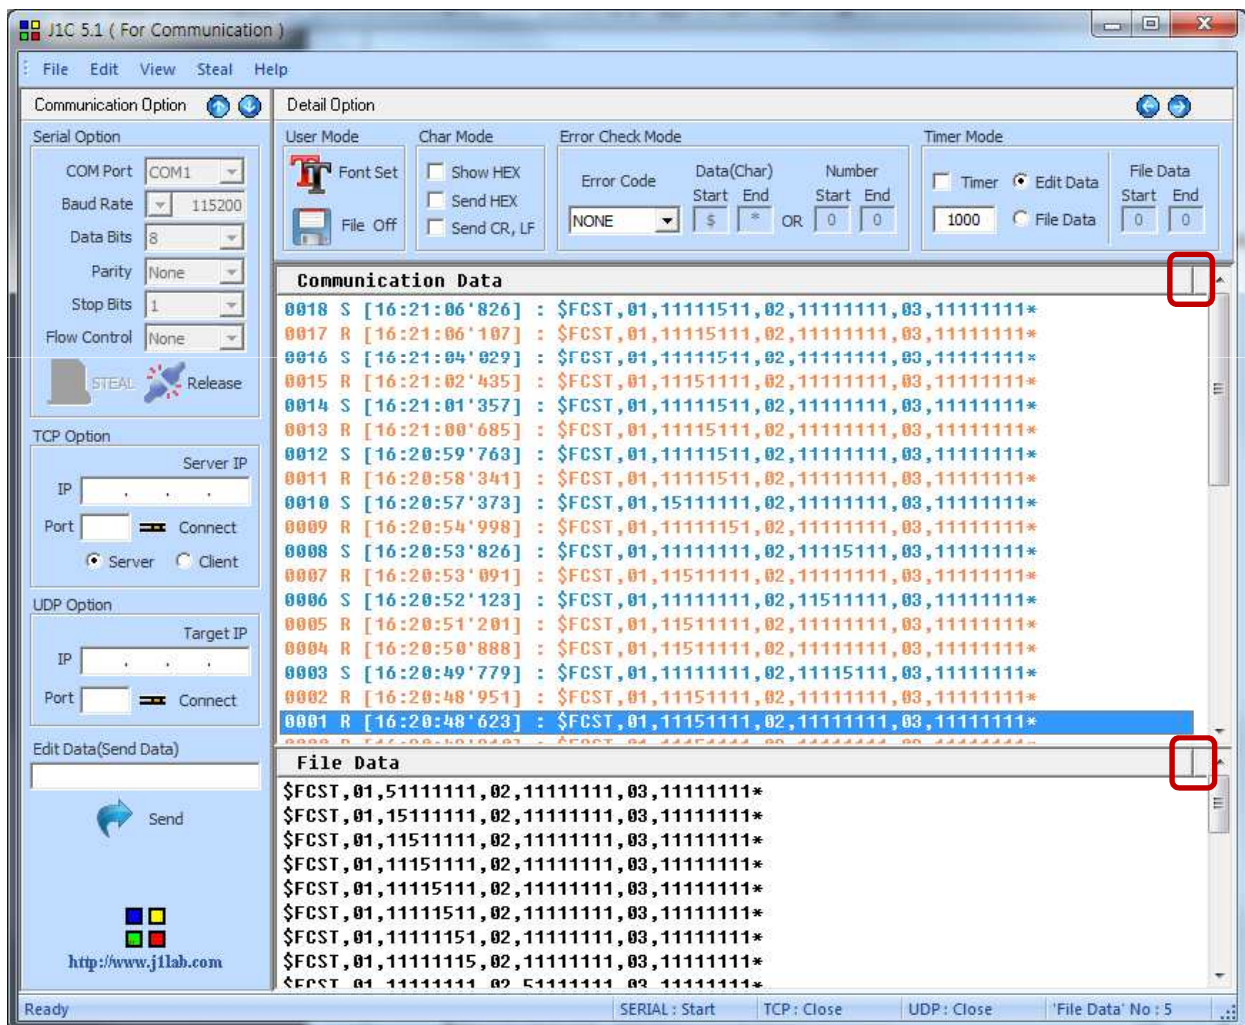 J1C 5.1 ( For Communication )
File Edit View Steal Help
Communication Option
Serial Option
COM Port COM1
Baud Rate 115200
Data Bits 8
Parity None
Stop Bits 1
Flow Control None
STEAL Release
TCP Option
Server IP
IP . . .
Port Connect
Server Client
UDP Option
Target IP
IP . . .
Port Connect
Edit Data(Send Data)
Send
http://www.j1lab.com
Detail Option
User Mode
Font Set
File Off
Char Mode
Show HEX
Send HEX
Send CR, LF
Error Check Mode
Error Code
NONE
Data(Char)
Start End
$ *
OR
Number
Start End
0 0
Timer Mode
Timer Edit Data
1000 File Data
File Data
Start End
0 0
Communication Data
0018 S [16:21:06'826] : $FCST,01,11111511,02,11111111,03,11111111*
0017 R [16:21:06'107] : $FCST,01,11115111,02,11111111,03,11111111*
0016 S [16:21:04'029] : $FCST,01,11111511,02,11111111,03,11111111*
0015 R [16:21:02'435] : $FCST,01,11151111,02,11111111,03,11111111*
0014 S [16:21:01'357] : $FCST,01,11111511,02,11111111,03,11111111*
0013 R [16:21:00'685] : $FCST,01,11115111,02,11111111,03,11111111*
0012 S [16:20:59'763] : $FCST,01,11111511,02,11111111,03,11111111*
0011 R [16:20:58'341] : $FCST,01,11111511,02,11111111,03,11111111*
0010 S [16:20:57'373] : $FCST,01,15111111,02,11111111,03,11111111*
0009 R [16:20:54'998] : $FCST,01,11111151,02,11111111,03,11111111*
0008 S [16:20:53'826] : $FCST,01,11111111,02,11115111,03,11111111*
0007 R [16:20:53'091] : $FCST,01,11511111,02,11111111,03,11111111*
0006 S [16:20:52'123] : $FCST,01,11111111,02,11511111,03,11111111*
0005 R [16:20:51'201] : $FCST,01,11511111,02,11111111,03,11111111*
0004 R [16:20:50'888] : $FCST,01,11511111,02,11111111,03,11111111*
0003 S [16:20:49'779] : $FCST,01,11111111,02,11115111,03,11111111*
0002 R [16:20:48'951] : $FCST,01,11151111,02,11111111,03,11111111*
0001 R [16:20:48'623] : $FCST,01,11151111,02,11111111,03,11111111*
File Data
$FCST,01,51111111,02,11111111,03,11111111*
$FCST,01,15111111,02,11111111,03,11111111*
$FCST,01,11511111,02,11111111,03,11111111*
$FCST,01,11151111,02,11111111,03,11111111*
$FCST,01,11115111,02,11111111,03,11111111*
$FCST,01,11111511,02,11111111,03,11111111*
$FCST,01,11111151,02,11111111,03,11111111*
$FCST,01,11111115,02,11111111,03,11111111*
$FCST,01,11111111,02,51111111,03,11111111*
Ready SERIAL : Start TCP : Close UDP : Close 'File Data' No : 5